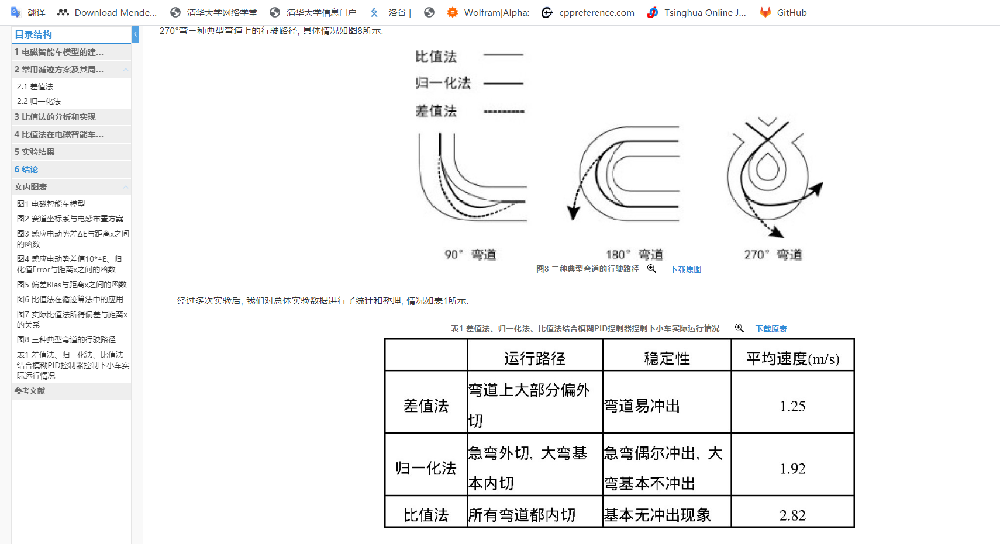 翻译
Download Mende...
清华大学网络学堂
清华大学信息门户
洛谷 |
Wolfram|Alpha:
cppreference.com
Tsinghua Online J...
GitHub
目录结构
1 电磁智能车模型的建...
2 常用循迹方案及其局...
2.1 差值法
2.2 归一化法
3 比值法的分析和实现
4 比值法在电磁智能车...
5 实验结果
6 结论
文内图表
图1 电磁智能车模型
图2 赛道坐标系与电感布置方案
图3 感应电动势差ΔE与距离x之间
的函数
图4 感应电动势差值10*△E、归一
化值Error与距离x之间的函数
图5 偏差Bias与距离x之间的函数
图6 比值法在循迹算法中的应用
图7 实际比值法所得偏差与距离x
的关系
图8 三种典型弯道的行驶路径
表1 差值法、归一化法、比值法
结合模糊PID控制器控制下小车实
际运行情况
参考文献
270°弯三种典型弯道上的行驶路径, 具体情况如图8所示.
比值法
归一化法
差值法
90° 弯道
180° 弯道
270° 弯道
图8 三种典型弯道的行驶路径
下载原图
经过多次实验后, 我们对总体实验数据进行了统计和整理, 情况如表1所示.
表1 差值法、归一化法、比值法结合模糊PID控制器控制下小车实际运行情况
下载原表
运行路径
稳定性
平均速度(m/s)
差值法
弯道上大部分偏外
切
弯道易冲出
1.25
归一化法
急弯外切, 大弯基
本内切
急弯偶尔冲出, 大
弯基本不冲出
1.92
比值法
所有弯道都内切
基本无冲出现象
2.82